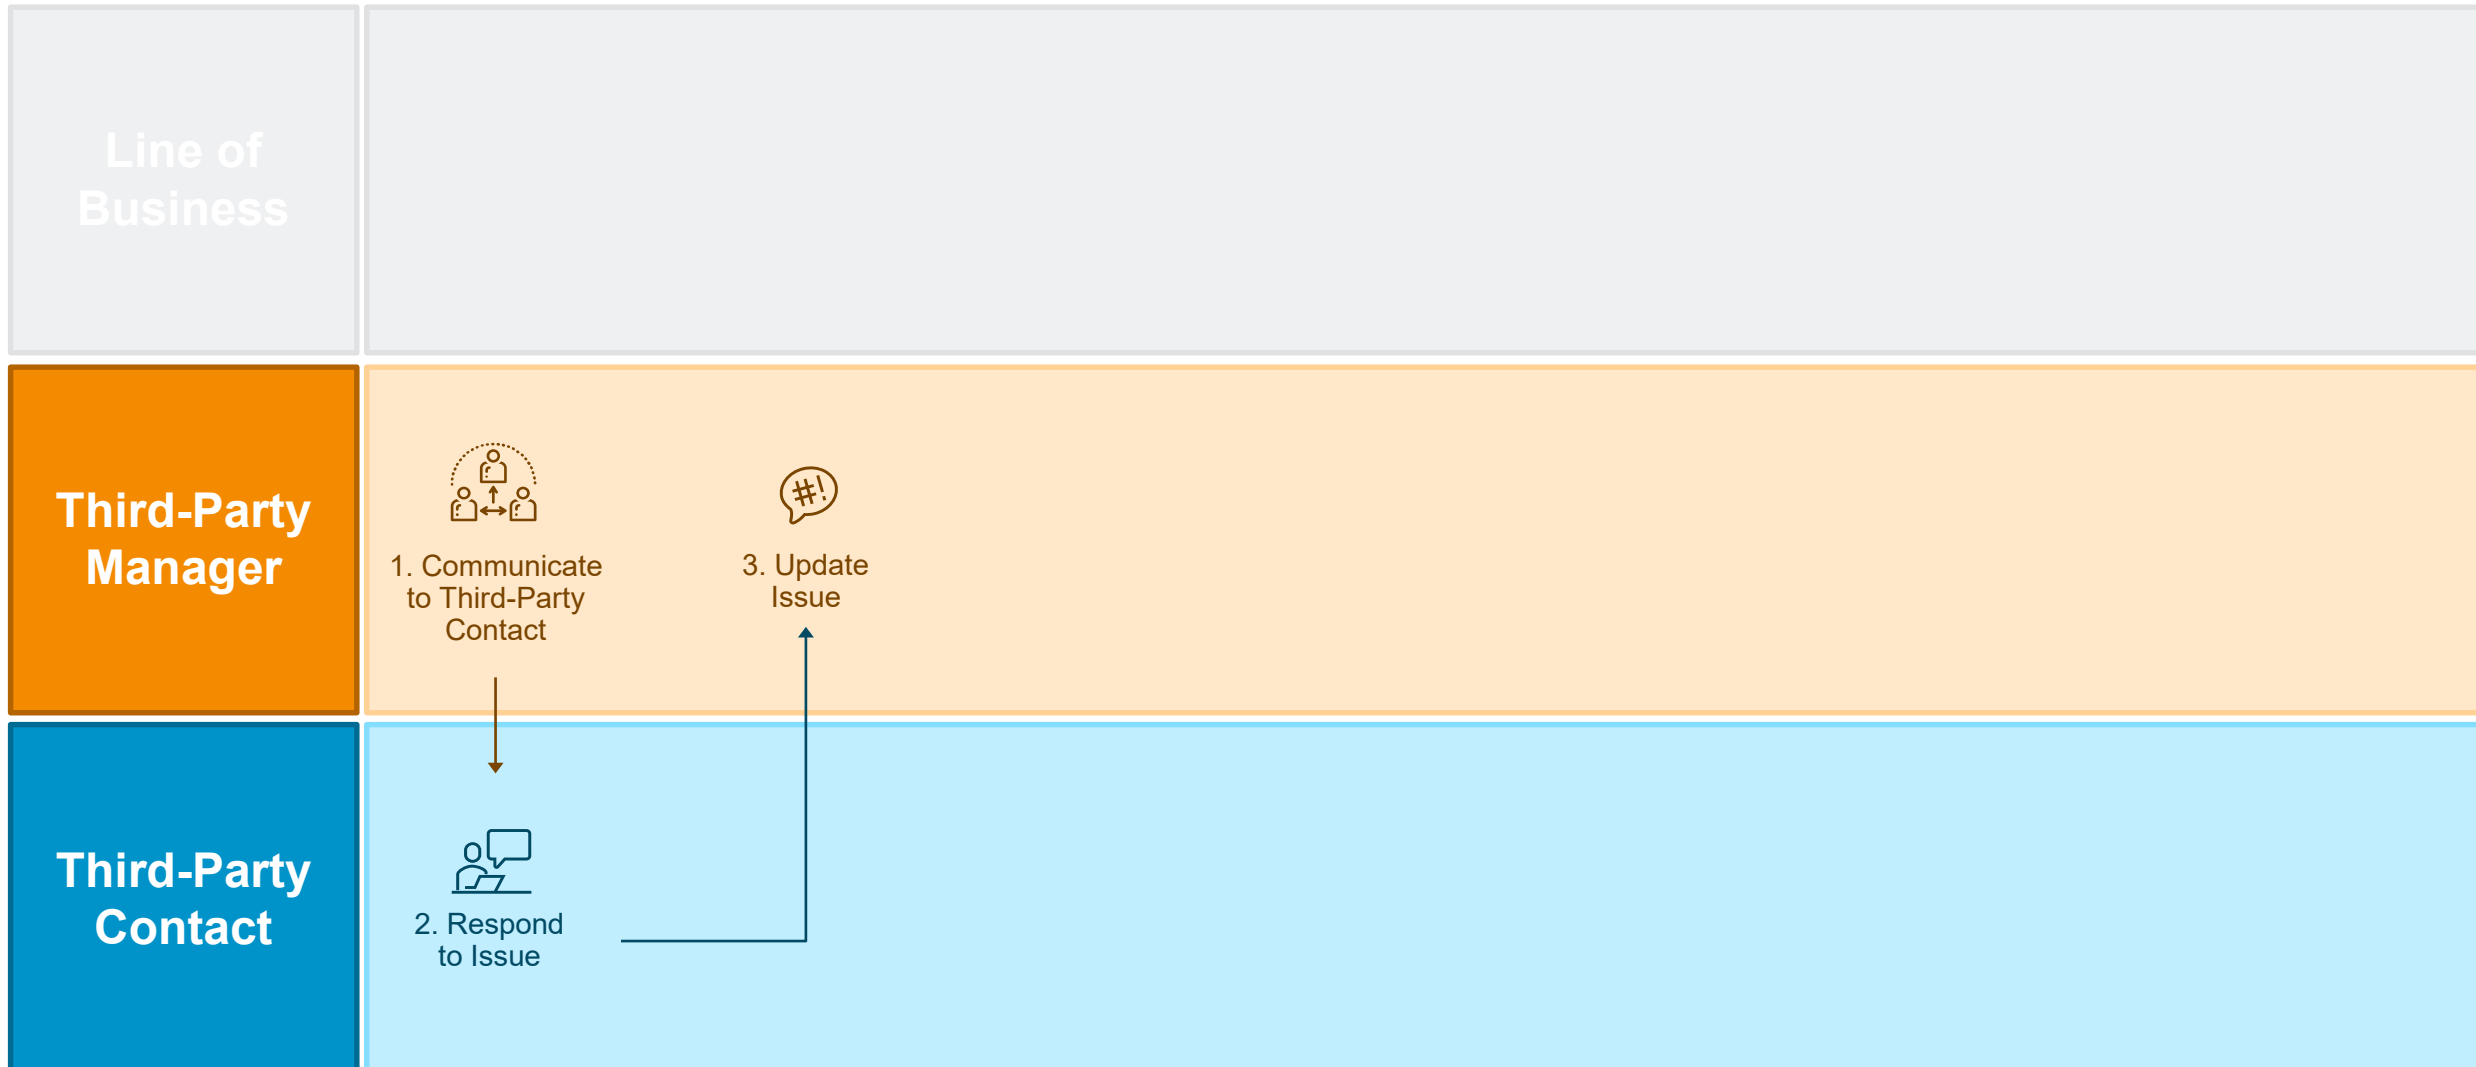 Line of
Business
Third-Party
Manager
1. Communicate
to Third-Party
Contact
#!
3. Update
Issue
Third-Party
Contact
2. Respond
to Issue